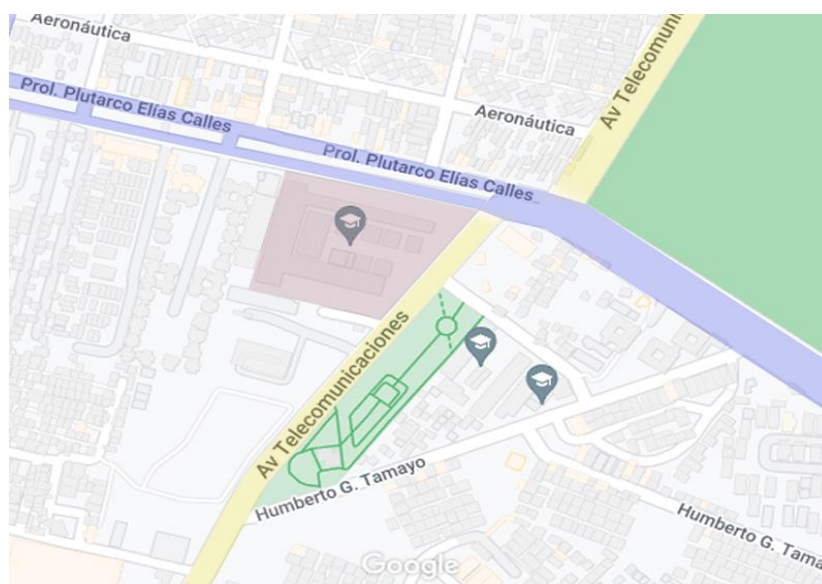 Aeronáutica
Av Telecomuni
Prol. Plutarco Elías Calles
Aeronáutica
Prol. Plutarco Elías Calles
Av Telecomunicaciones
Humberto G. Tamayo
Humberto G. Tama
Google